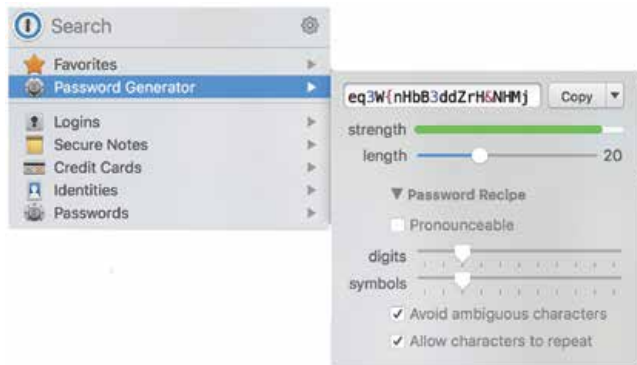 Search
Favorites
Password Generator
Logins
Secure Notes
Credit Cards
Identities
Passwords
eq3W{nHbB3ddZrH&NHMj Copy
strength
length 20
Password Recipe
Pronounceable
digits
symbols
Avoid ambiguous characters
Allow characters to repeat